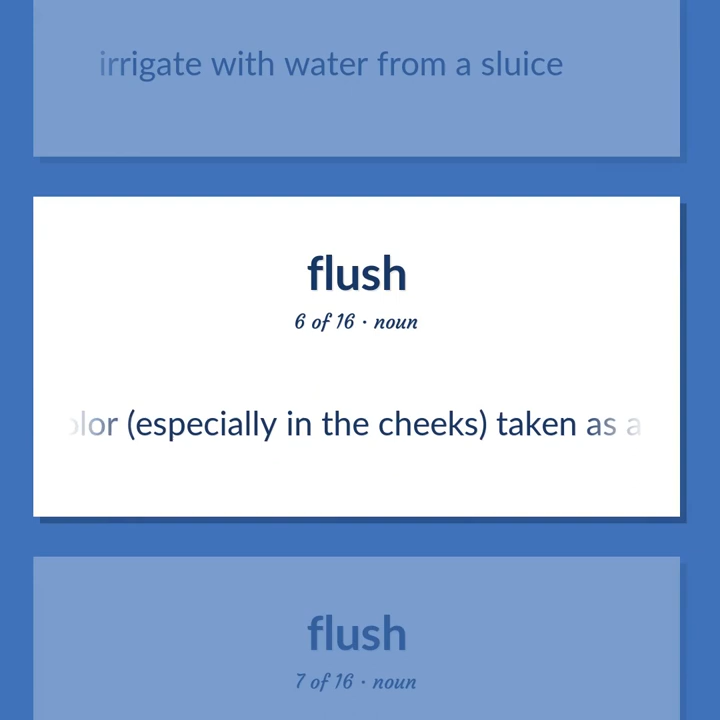 irrigate with water from a sluice
flush
6 of 16 · noun
(especially in the cheeks) taken as
flush
7 of 16 · noun